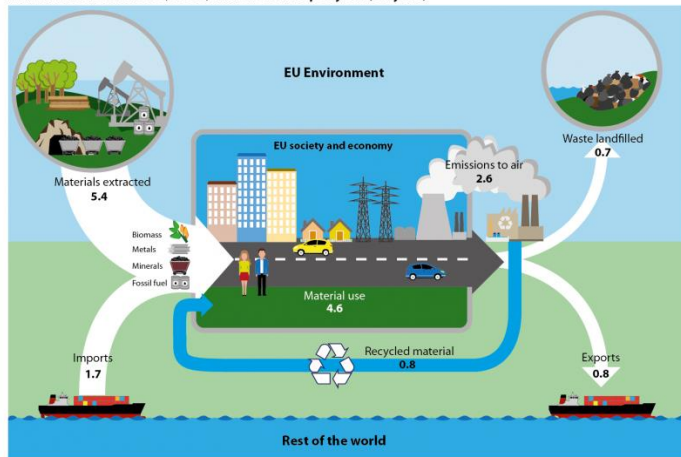 EU Environment
Materials extracted
5.4
EU society and economy
Emissions to air
2.6
Waste landfilled
0.7
Biomass
Metals
Minerals
Fossil fuel
Material use
4.6
Imports
1.7
Recycled material
0.8
Exports
0.8
Rest of the world